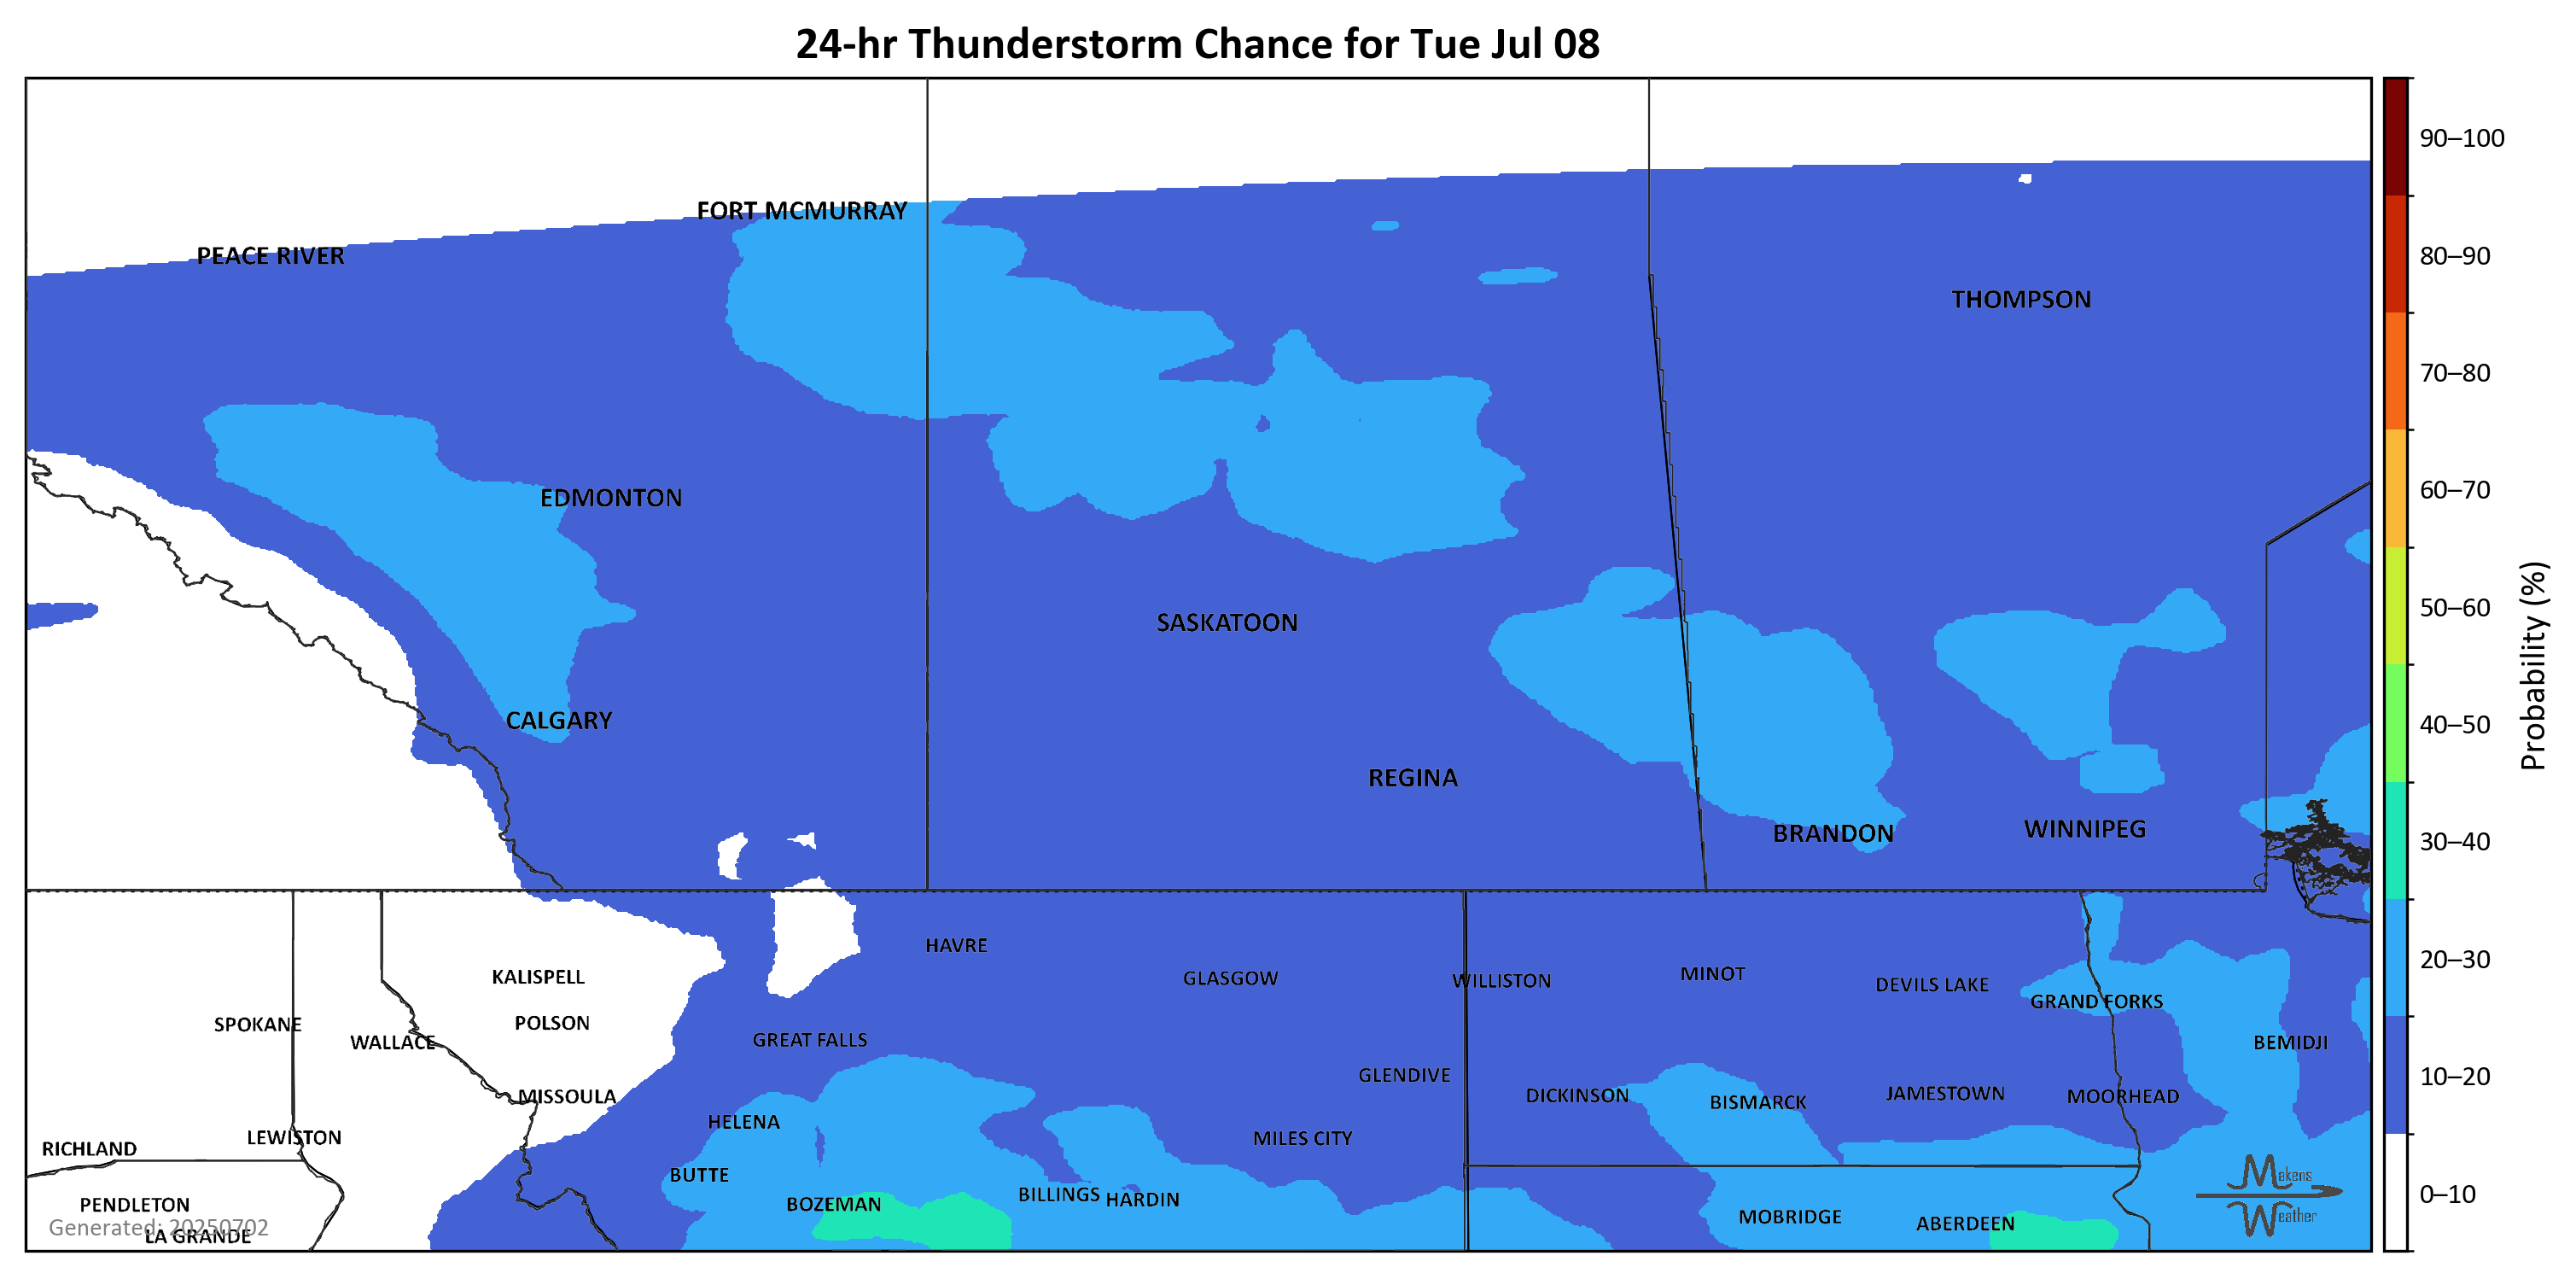 24-hr Thunderstorm Chance for Tue Jul 08
90–100
FORT MCMURRAY
PEACE RIVER
80–90
THOMPSON
70–80
EDMONTON
60–70
SASKATOON
50–60
CALGARY
40–50
Probability (%)
REGINA
BRANDON
WINNIPEG
30–40
HAVRE
20–30
KALISPELL
GLASGOW
WILLISTON
MINOT
DEVILS LAKE
GRAND FORKS
SPOKANE
POLSON
WALLACE
GREAT FALLS
BEMIDJI
GLENDIVE
10–20
MISSOULA
DICKINSON
BISMARCK
JAMESTOWN
MOORHEAD
HELENA
LEWISTON
MILES CITY
RICHLAND
BUTTE
Makens
PENDLETON
BOZEMAN
BILLINGS
HARDIN
0–10
MOBRIDGE
ABERDEEN
Weather
Generated: 20250702
LA GRANDE